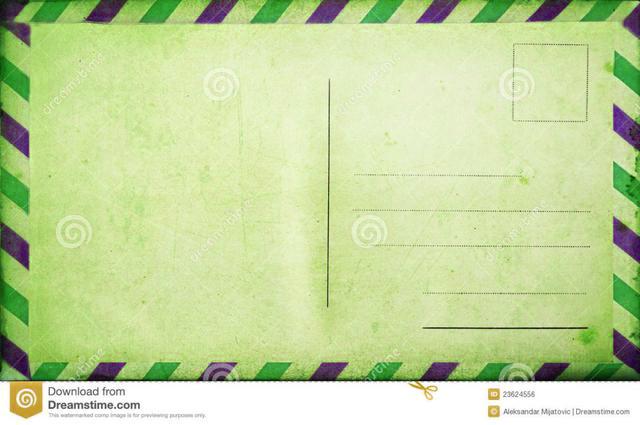 dreamstime
dreamstime
Download from
Dreamstime.com
This watermarked comp image is for previewing purposes only.
23624556
Aleksandar Mijatovic | Dreamstime.com